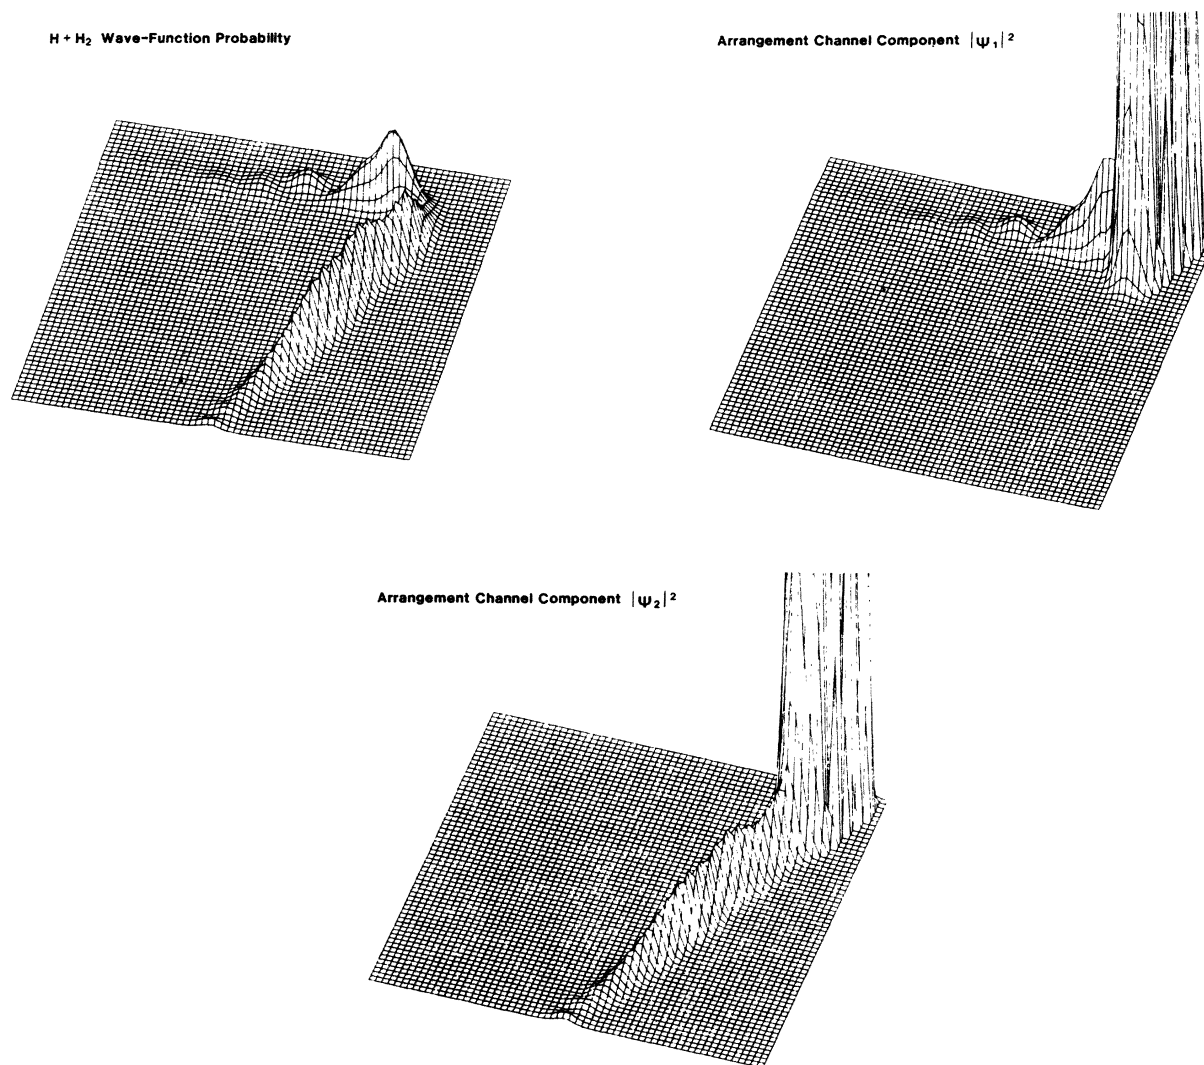 H + H₂ Wave-Function Probability
Arrangement Channel Component |Ψ₁|²
Arrangement Channel Component |Ψ₂|²